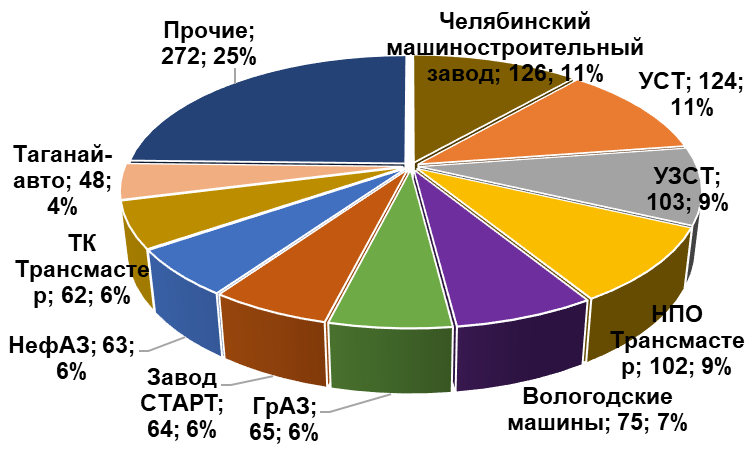 Прочие;
272; 25%
Челябинский
машиностроительный
завод; 126; 11%
УСТ; 124;
11%
УЗСТ;
103; 9%
НПО
Трансмасте
р; 102; 9%
Вологодские
машины; 75; 7%
ГрАЗ;
65; 6%
Завод
СТАРТ;
64; 6%
НефАЗ; 63;
6%
ТК
Трансмасте
р; 62; 6%
Таганай-
авто; 48;
4%